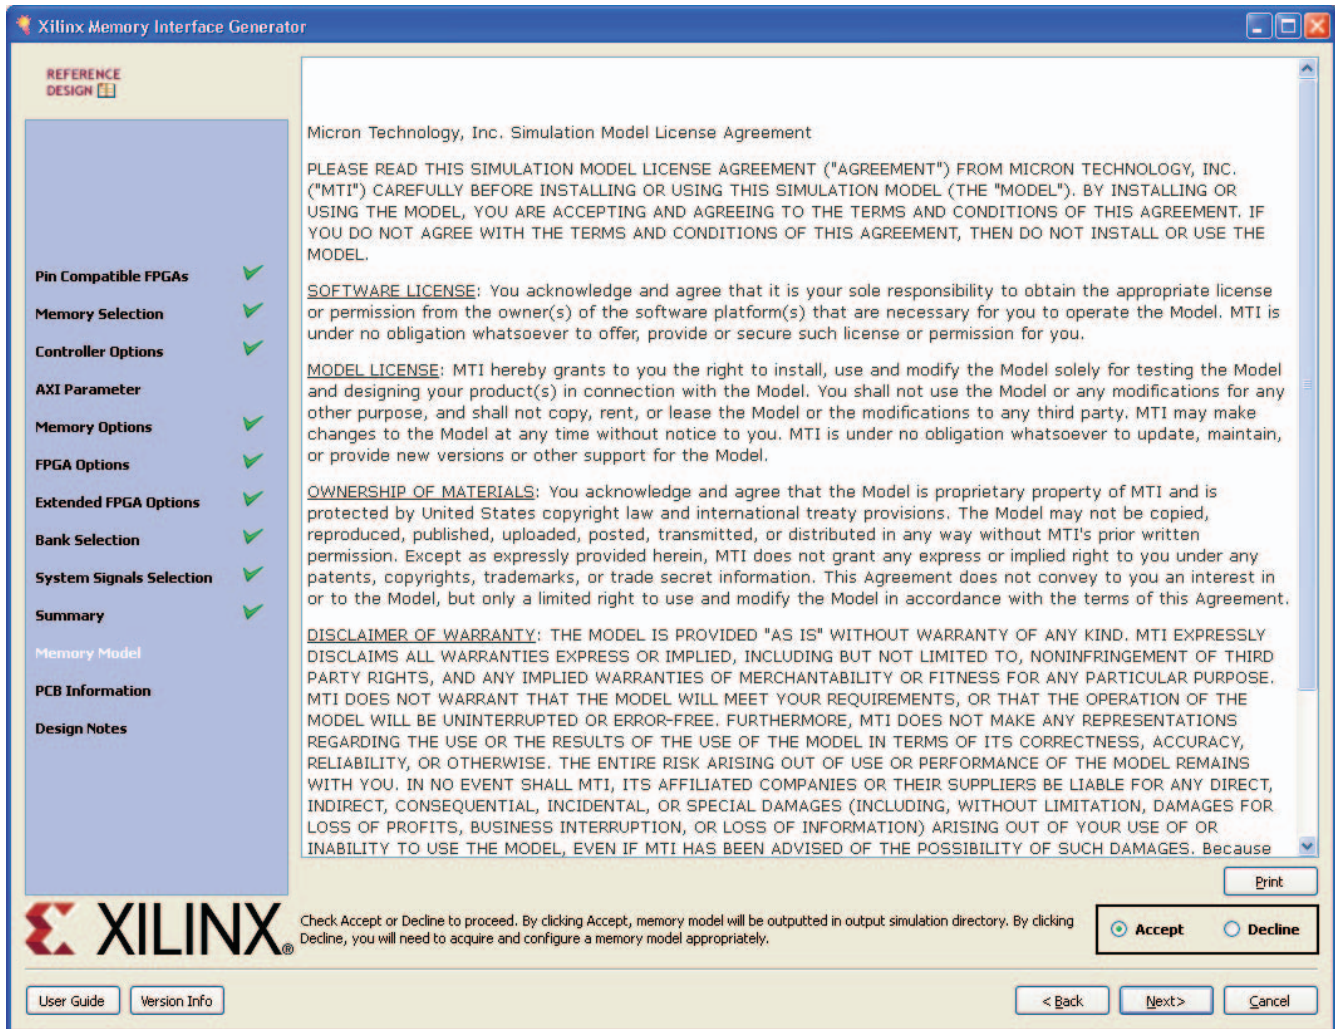 Xilinx Memory Interface Generator
REFERENCE
DESIGN
Pin Compatible FPGAs
Memory Selection
Controller Options
AXI Parameter
Memory Options
FPGA Options
Extended FPGA Options
Bank Selection
System Signals Selection
Summary
Memory Model
PCB Information
Design Notes
Micron Technology, Inc. Simulation Model License Agreement
PLEASE READ THIS SIMULATION MODEL LICENSE AGREEMENT ("AGREEMENT") FROM MICRON TECHNOLOGY, INC.
("MTI") CAREFULLY BEFORE INSTALLING OR USING THIS SIMULATION MODEL (THE "MODEL"). BY INSTALLING OR
USING THE MODEL, YOU ARE ACCEPTING AND AGREEING TO THE TERMS AND CONDITIONS OF THIS AGREEMENT. IF
YOU DO NOT AGREE WITH THE TERMS AND CONDITIONS OF THIS AGREEMENT, THEN DO NOT INSTALL OR USE THE
MODEL.
SOFTWARE LICENSE: You acknowledge and agree that it is your sole responsibility to obtain the appropriate license
or permission from the owner(s) of the software platform(s) that are necessary for you to operate the Model. MTI is
under no obligation whatsoever to offer, provide or secure such license or permission for you.
MODEL LICENSE: MTI hereby grants to you the right to install, use and modify the Model solely for testing the Model
and designing your product(s) in connection with the Model. You shall not use the Model or any modifications for any
other purpose, and shall not copy, rent, or lease the Model or the modifications to any third party. MTI may make
changes to the Model at any time without notice to you. MTI is under no obligation whatsoever to update, maintain,
or provide new versions or other support for the Model.
OWNERSHIP OF MATERIALS: You acknowledge and agree that the Model is proprietary property of MTI and is
protected by United States copyright law and international treaty provisions. The Model may not be copied,
reproduced, published, uploaded, posted, transmitted, or distributed in any way without MTI's prior written
permission. Except as expressly provided herein, MTI does not grant any express or implied right to you under any
patents, copyrights, trademarks, or trade secret information. This Agreement does not convey to you an interest in
or to the Model, but only a limited right to use and modify the Model in accordance with the terms of this Agreement.
DISCLAIMER OF WARRANTY: THE MODEL IS PROVIDED "AS IS" WITHOUT WARRANTY OF ANY KIND. MTI EXPRESSLY
DISCLAIMS ALL WARRANTIES EXPRESS OR IMPLIED, INCLUDING BUT NOT LIMITED TO, NONINFRINGEMENT OF THIRD
PARTY RIGHTS, AND ANY IMPLIED WARRANTIES OF MERCHANTABILITY OR FITNESS FOR ANY PARTICULAR PURPOSE.
MTI DOES NOT WARRANT THAT THE MODEL WILL MEET YOUR REQUIREMENTS, OR THAT THE OPERATION OF THE
MODEL WILL BE UNINTERRUPTED OR ERROR-FREE. FURTHERMORE, MTI DOES NOT MAKE ANY REPRESENTATIONS
REGARDING THE USE OR THE RESULTS OF THE USE OF THE MODEL IN TERMS OF ITS CORRECTNESS, ACCURACY,
RELIABILITY, OR OTHERWISE. THE ENTIRE RISK ARISING OUT OF USE OR PERFORMANCE OF THE MODEL REMAINS
WITH YOU. IN NO EVENT SHALL MTI, ITS AFFILIATED COMPANIES OR THEIR SUPPLIERS BE LIABLE FOR ANY DIRECT,
INDIRECT, CONSEQUENTIAL, INCIDENTAL, OR SPECIAL DAMAGES (INCLUDING, WITHOUT LIMITATION, DAMAGES FOR
LOSS OF PROFITS, BUSINESS INTERRUPTION, OR LOSS OF INFORMATION) ARISING OUT OF YOUR USE OF OR
INABILITY TO USE THE MODEL, EVEN IF MTI HAS BEEN ADVISED OF THE POSSIBILITY OF SUCH DAMAGES. Because
Print
XILINX®
Check Accept or Decline to proceed. By clicking Accept, memory model will be outputted in output simulation directory. By clicking
Decline, you will need to acquire and configure a memory model appropriately.
Accept Decline
User Guide Version Info < Back Next> Cancel